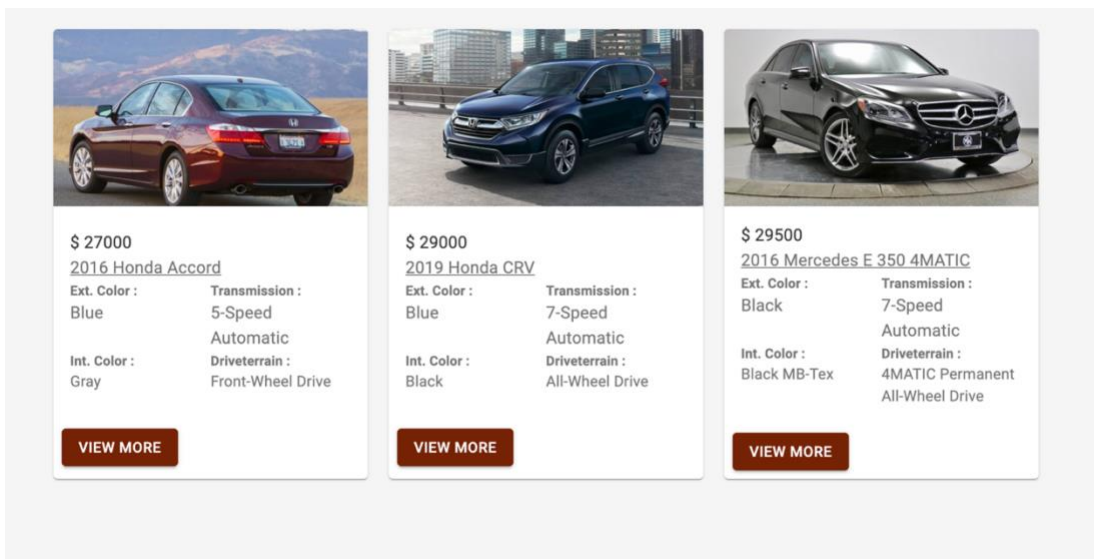 $ 27000
2016 Honda Accord
Ext. Color :
Transmission :
Blue
5-Speed
Automatic
Int. Color :
Driveterrain :
Gray
Front-Wheel Drive
VIEW MORE
$ 29000
2019 Honda CRV
Ext. Color :
Transmission :
Blue
7-Speed
Automatic
Int. Color :
Driveterrain :
Black
All-Wheel Drive
VIEW MORE
$ 29500
2016 Mercedes E 350 4MATIC
Ext. Color :
Transmission :
Black
7-Speed
Automatic
Int. Color :
Driveterrain :
Black MB-Tex
4MATIC Permanent
All-Wheel Drive
VIEW MORE